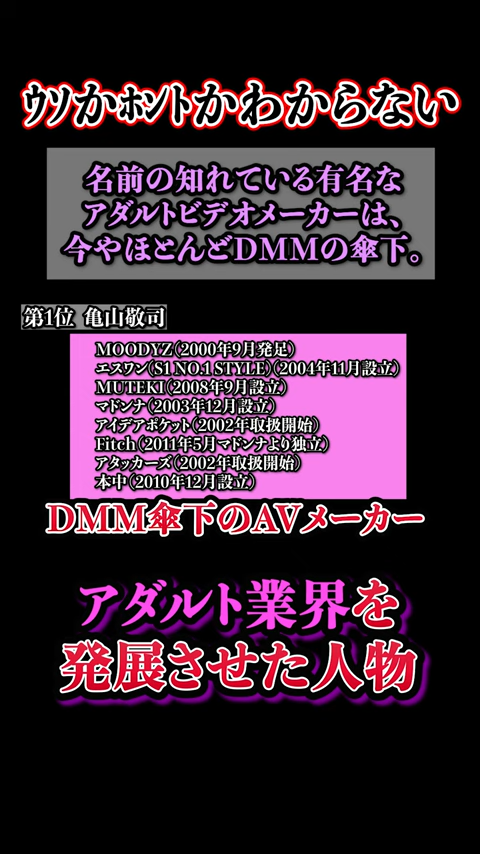 ｳソかﾎﾝﾄかわからない
名前の知れている有名な
アダルトビデオメーカーは、
今やほとんどDMMの傘下。
第1位 亀山敬司
MOODYZ（2000年9月発足）
エスワン（S1 NO.1 STYLE）（2004年11月設立）
MUTEKI（2008年9月設立）
マドンナ（2003年12月設立）
アイデアポケット（2002年取扱開始）
Fitch（2011年5月マドンナより独立）
アタッカーズ（2002年取扱開始）
本中（2010年12月設立）
DMM傘下のAVメーカー
アダルト業界を
発展させた人物